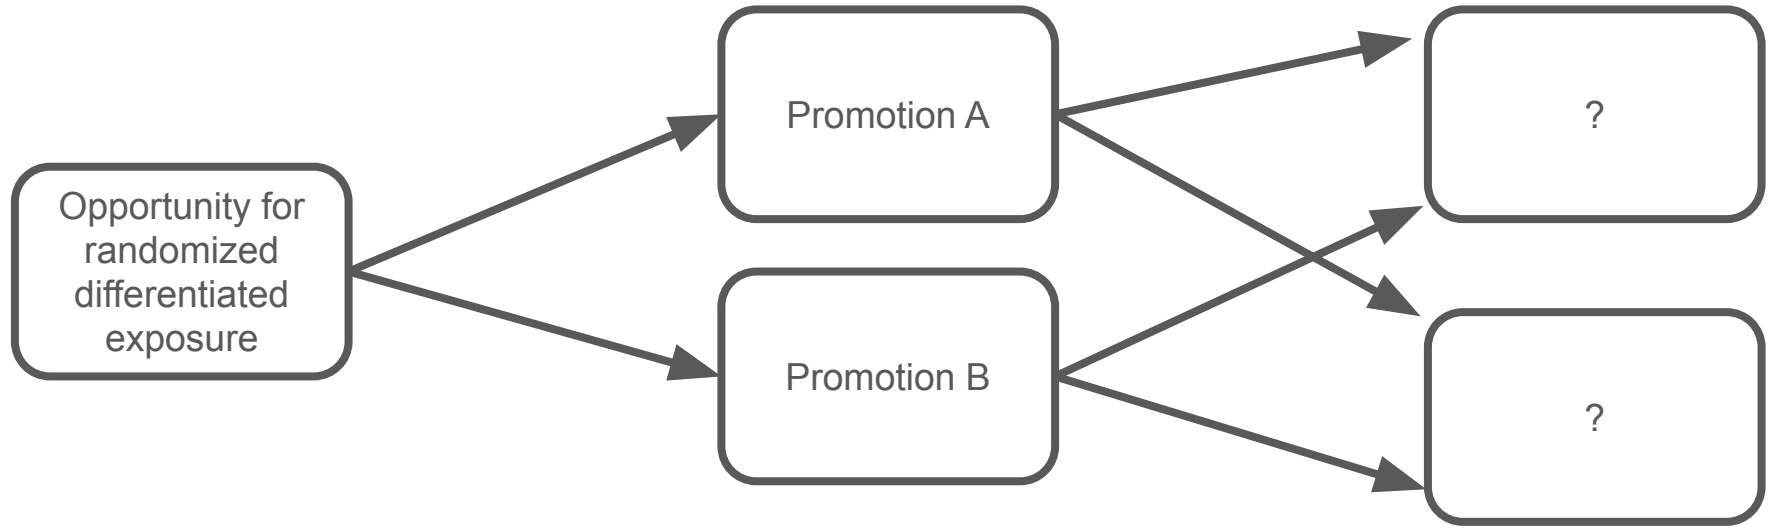 Opportunity for
randomized
differentiated
exposure
Promotion A
Promotion B
?
?